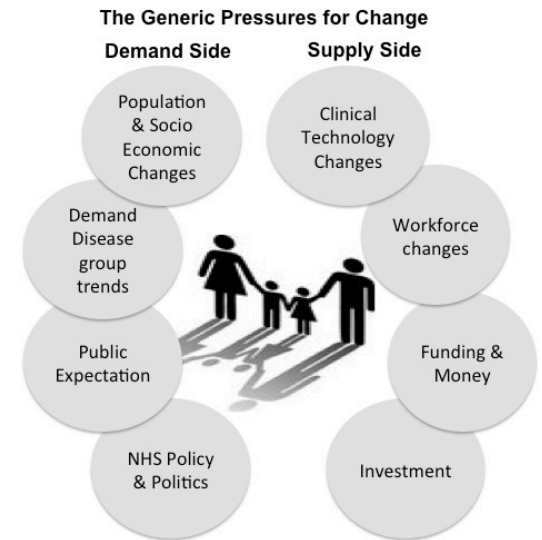 The Generic Pressures for Change
Demand Side
Supply Side
Population
& Socio
Economic
Changes
Demand
Disease
group
trends
Public
Expectation
NHS Policy
& Politics
Clinical
Technology
Changes
Workforce
changes
Funding &
Money
Investment